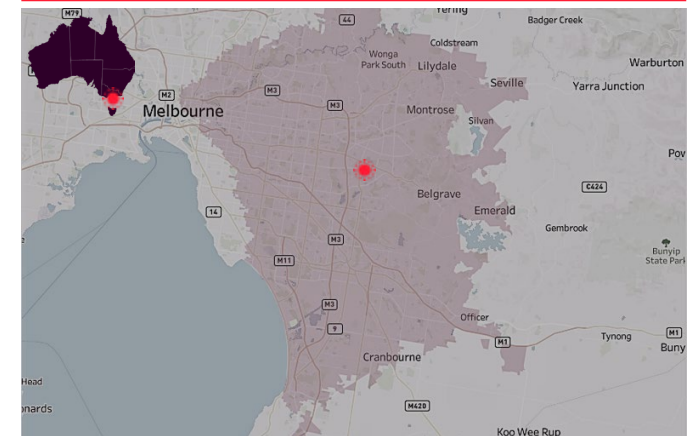 M79
44
Yering
Badger Creek
Coldstream
Wonga
Park South
Lilydale
Warburton
Seville
Yarra Junction
M3
M2
M3
Montrose
Melbourne
Silvan
Pov
C424
Belgrave
14
Emerald
Gembrook
M3
Bunyip
State Park
M11
M3
9
Officer
M1
Tynong
M1
Buny
Cranbourne
Head
M420
onards
Koo Wee Rup